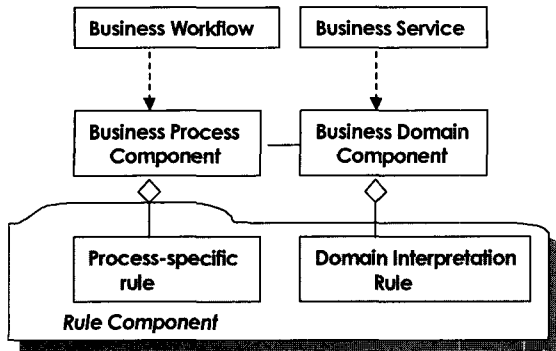 Business Workflow
Business Service
Business Process
Component
Business Domain
Component
Process-specific
rule
Domain Interpretation
Rule
Rule Component